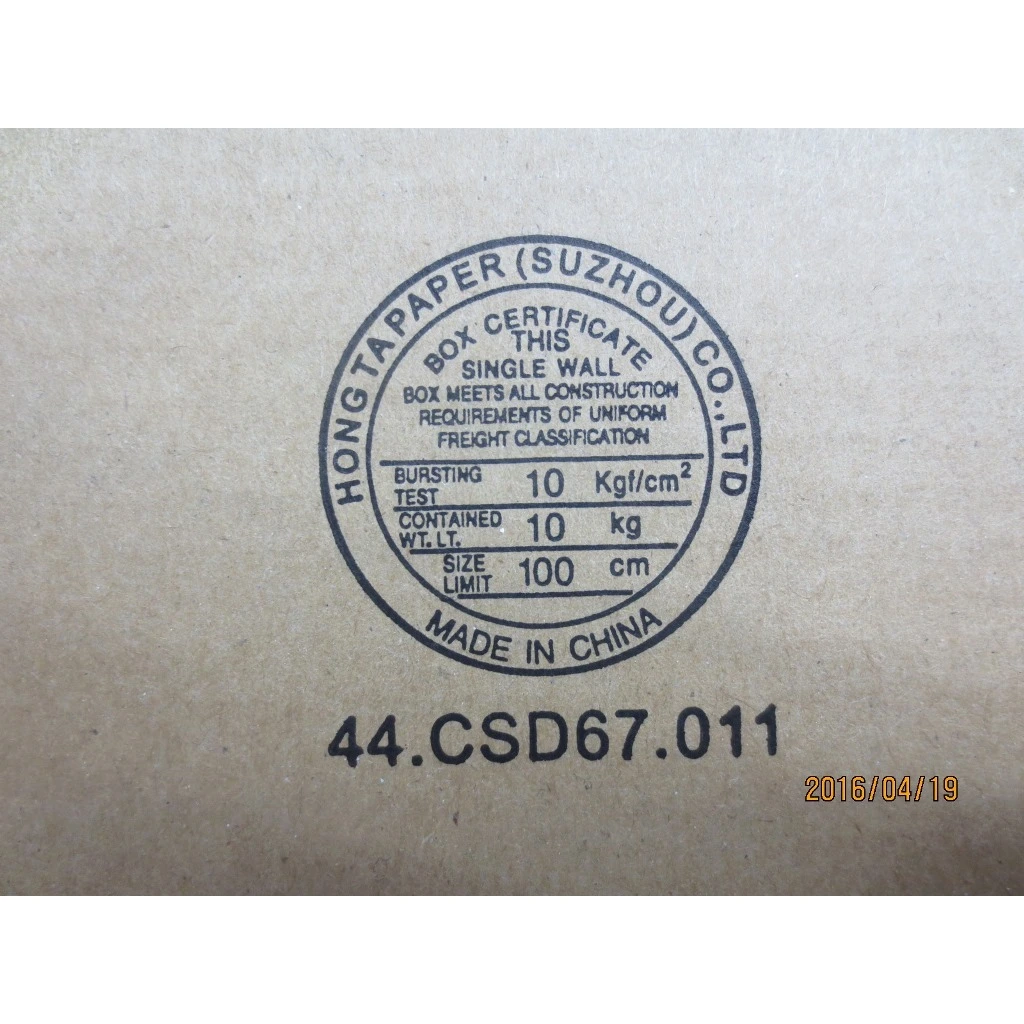 HONG TA PAPER (SUZHOU) CO., LTD
BOX CERTIFICATE
THIS
SINGLE WALL
BOX MEETS ALL CONSTRUCTION
REQUIREMENTS OF UNIFORM
FREIGHT CLASSIFICATION
BURSTING TEST 10 Kgf/cm²
CONTAINED WT. LT. 10 kg
SIZE LIMIT 100 cm
MADE IN CHINA
44.CSD67.011
2016/04/19